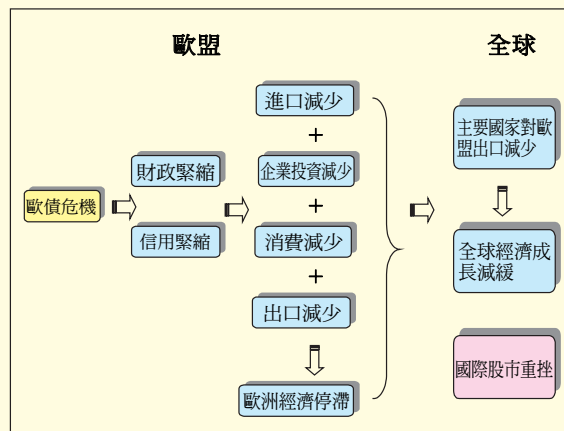 歐盟
全球
歐債危機
財政緊縮
信用緊縮
進口減少
+
企業投資減少
+
消費減少
+
出口減少
歐洲經濟停滯
主要國家對歐
盟出口減少
全球經濟成
長減緩
國際股市重挫